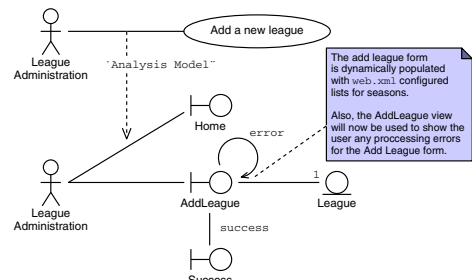 Add a new league
League
Administration
"Analysis Model"
The add league form
is dynamically populated
with web.xml configured
lists for seasons.
Also, the AddLeague view
will now be used to show the
user any proccessing errors
for the Add League form.
Home
error
League
Administration
AddLeague
1
League
success
Success